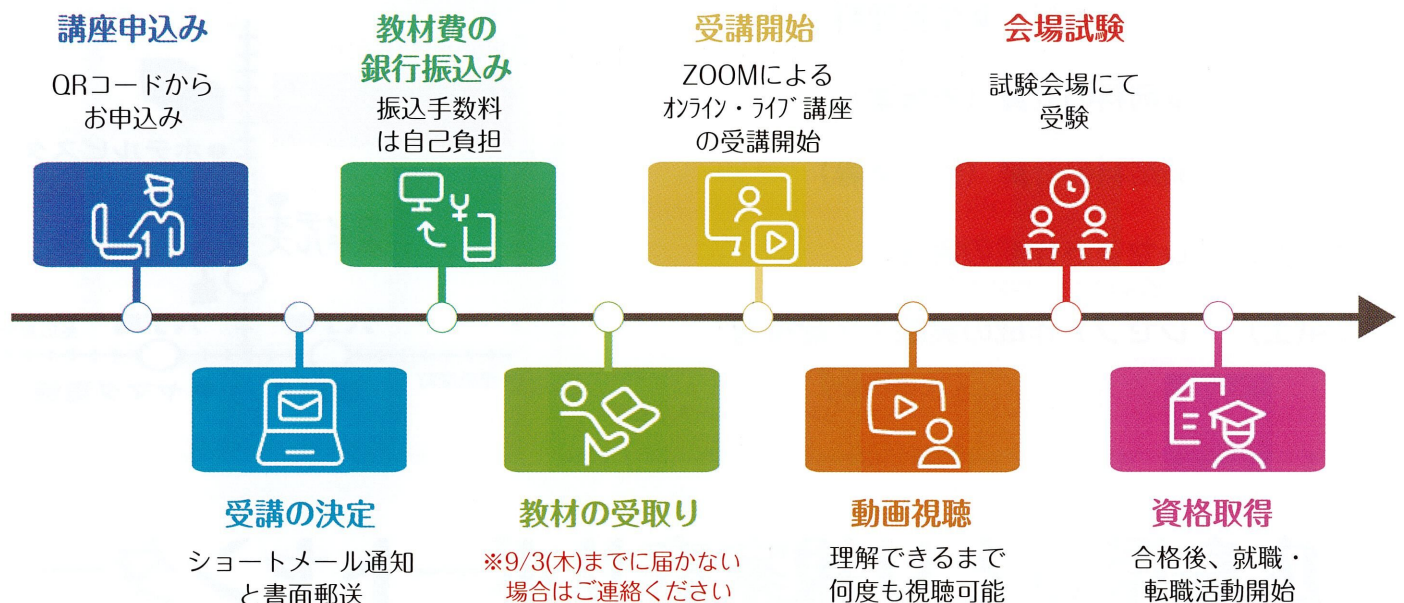 講座申込み
QRコードから
お申込み
受講の決定
ショートメール通知
と書面郵送
教材費の
銀行振込み
振込手数料
は自己負担
教材の受取り
※9/3(木)までに届かない
場合はご連絡ください
受講開始
ZOOMによる
オンライン・ライブ講座
の受講開始
動画視聴
理解できるまで
何度も視聴可能
会場試験
試験会場にて
受験
資格取得
合格後、就職・
転職活動開始